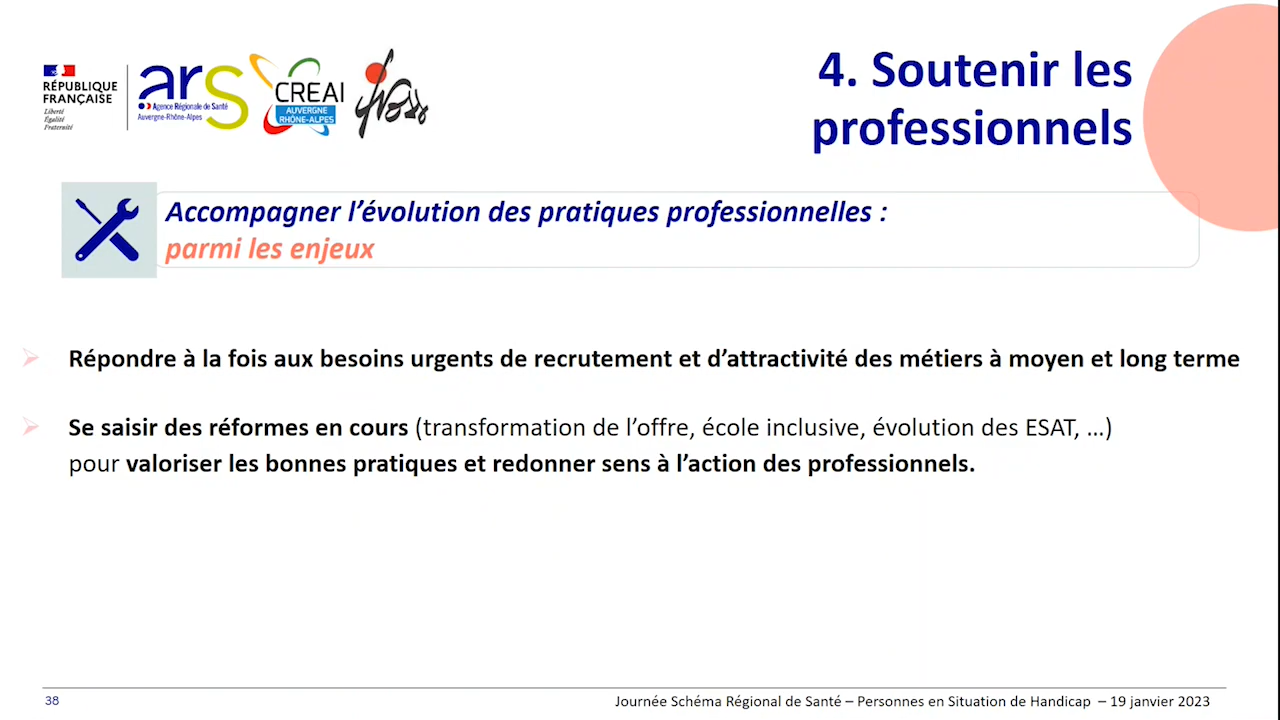 RÉPUBLIQUE
FRANÇAISE
Liberté
Égalité
Fraternité
ars
Agence Régionale de Santé
Auvergne-Rhône-Alpes
CREAI
AUVERGNE
RHÔNE-ALPES
4. Soutenir les
professionnels
Accompagner l’évolution des pratiques professionnelles :
parmi les enjeux
Répondre à la fois aux besoins urgents de recrutement et d’attractivité des métiers à moyen et long terme
Se saisir des réformes en cours (transformation de l’offre, école inclusive, évolution des ESAT, …)
pour valoriser les bonnes pratiques et redonner sens à l’action des professionnels.
38
Journée Schéma Régional de Santé – Personnes en Situation de Handicap – 19 janvier 2023